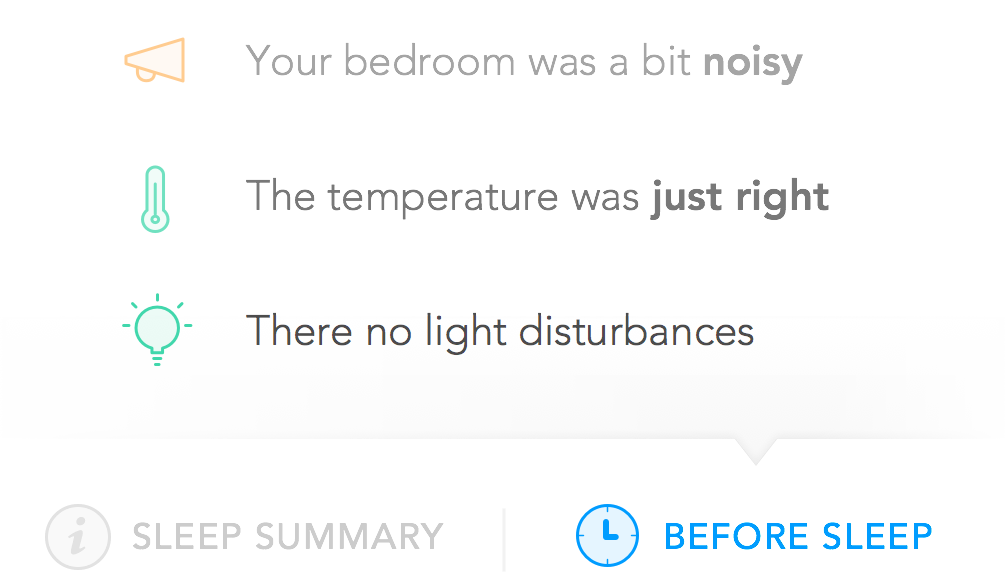 Your bedroom was a bit noisy
The temperature was just right
There no light disturbances
SLEEP SUMMARY
BEFORE SLEEP